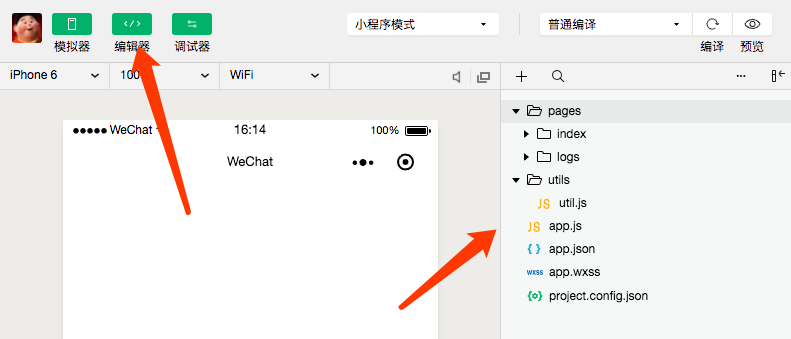 模拟器 编辑器 调试器 小程序模式 普通编译 编译 预览
iPhone 6 100% WiFi
WeChat 16:14 100%
WeChat
pages
index
logs
utils
JS util.js
JS app.js
{ } app.json
wxss app.wxss
project.config.json